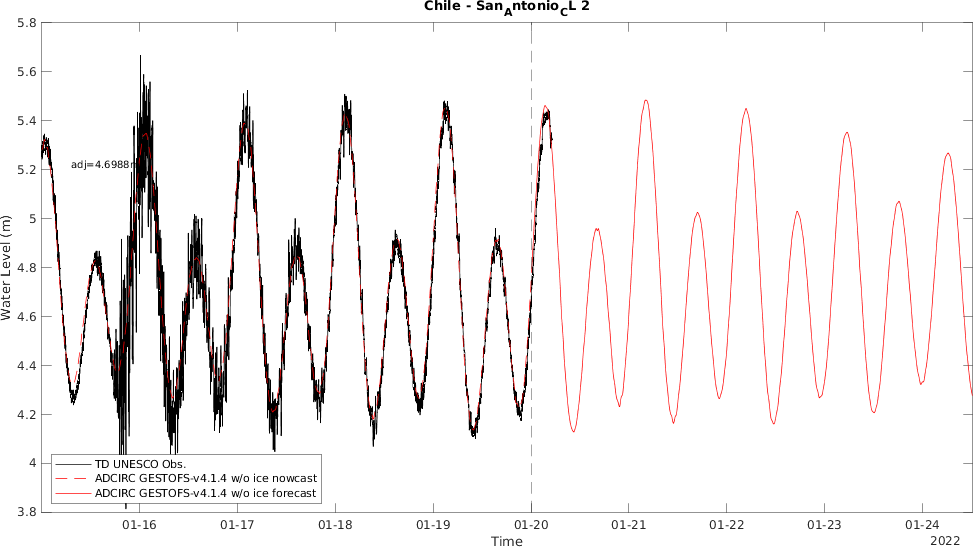 Chile - San_Antonio_CL 2
5.8
5.6
5.4
5.2
5
4.8
4.6
4.4
4.2
4
3.8
Water Level (m)
adj=4.6988m
TD UNESCO Obs.
ADCIRC GESTOFS-v4.1.4 w/o ice nowcast
ADCIRC GESTOFS-v4.1.4 w/o ice forecast
01-16 01-17 01-18 01-19 01-20 01-21 01-22 01-23 01-24
Time
2022